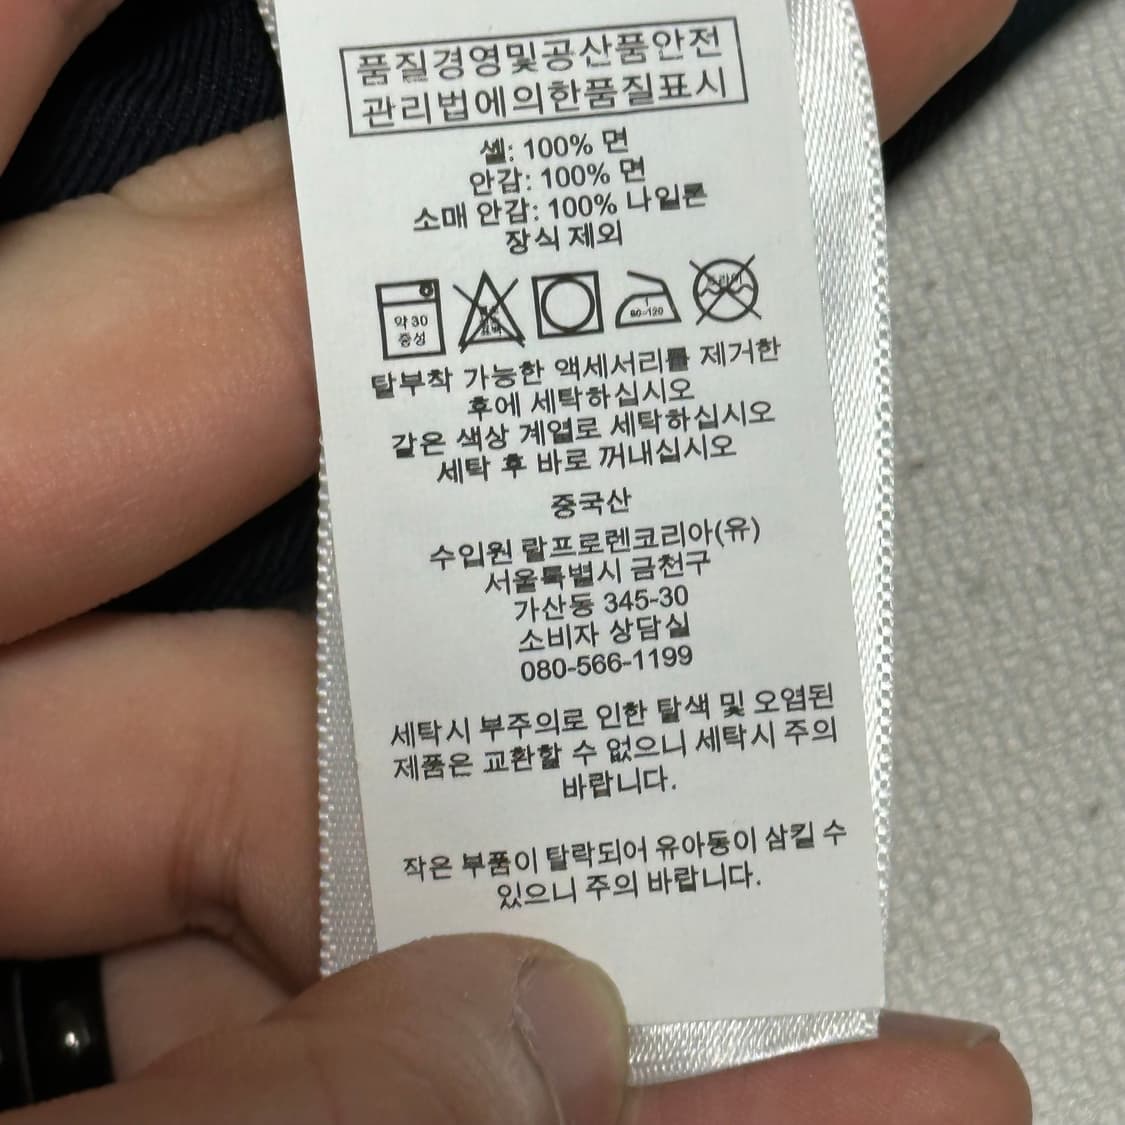 품질경영및공산품안전
관리법에의한품질표시
쉘: 100% 면
안감: 100% 면
소매 안감: 100% 나일론
장식 제외
약 30
중성
80~120
탈부착 가능한 액세서리를 제거한
후에 세탁하십시오
같은 색상 계열로 세탁하십시오
세탁 후 바로 꺼내십시오
중국산
수입원 랄프로렌코리아(유)
서울특별시 금천구
가산동 345-30
소비자 상담실
080-566-1199
세탁시 부주의로 인한 탈색 및 오염된
제품은 교환할 수 없으니 세탁시 주의
바랍니다.
작은 부품이 탈락되어 유아동이 삼킬 수
있으니 주의 바랍니다.